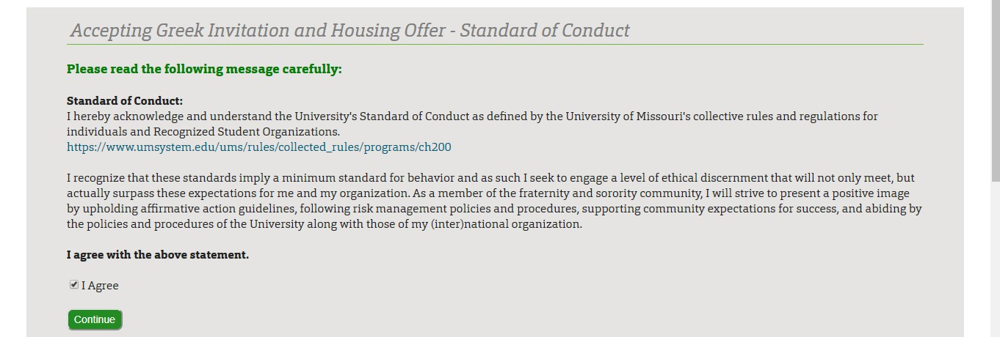 Accepting Greek Invitation and Housing Offer - Standard of Conduct
Please read the following message carefully:
Standard of Conduct:
I hereby acknowledge and understand the University's Standard of Conduct as defined by the University of Missouri's collective rules and regulations for
individuals and Recognized Student Organizations.
https://www.umsystem.edu/ums/rules/collected_rules/programs/ch200
I recognize that these standards imply a minimum standard for behavior and as such I seek to engage a level of ethical discernment that will not only meet, but
actually surpass these expectations for me and my organization. As a member of the fraternity and sorority community, I will strive to present a positive image
by upholding affirmative action guidelines, following risk management policies and procedures, supporting community expectations for success, and abiding by
the policies and procedures of the University along with those of my (inter)national organization.
I agree with the above statement.
I Agree
Continue